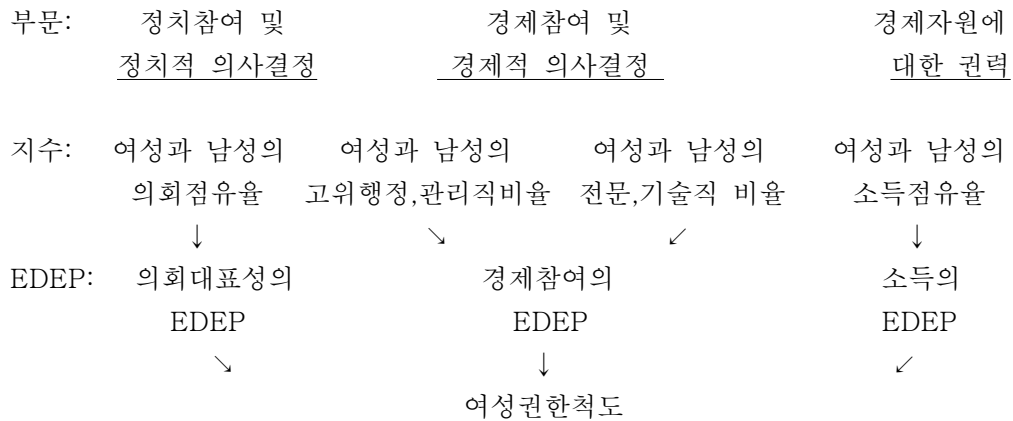 부문: 정치참여 및 경제참여 및 경제자원에
정치적 의사결정 경제적 의사결정 대한 권력
지수: 여성과 남성의 여성과 남성의 여성과 남성의 여성과 남성의
의회점유율 고위행정,관리직비율 전문,기술직 비율 소득점유율
↓ ↘ ↙ ↓
EDEP: 의회대표성의 경제참여의 소득의
EDEP EDEP EDEP
↘ ↓ ↙
여성권한척도